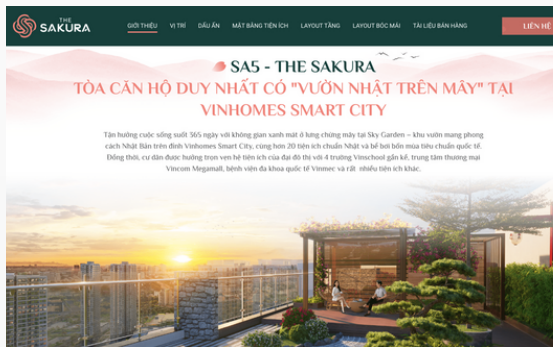 THE
SAKURA
GIỚI THIỆU VỊ TRÍ DẤU ẤN MẶT BẰNG TIỆN ÍCH LAYOUT TẦNG LAYOUT BÓC MÁI TÀI LIỆU BÁN HÀNG LIÊN HỆ
SA5 - THE SAKURA
TÒA CĂN HỘ DUY NHẤT CÓ "VƯỜN NHẬT TRÊN MÂY" TẠI
VINHOMES SMART CITY
Tận hưởng cuộc sống suốt 365 ngày với không gian xanh mát ở lưng chừng mây tại Sky Garden – khu vườn mang phong
cách Nhật Bản trên đỉnh Vinhomes Smart City, cùng hơn 20 tiện ích chuẩn Nhật và bể bơi bốn mùa tiêu chuẩn quốc tế.
Đồng thời, cư dân được hưởng trọn vẹn hệ tiện ích của đại đô thị với 4 trường Vinschool gần kề, trung tâm thương mại
Vincom Megamall, bệnh viện đa khoa quốc tế Vinmec và rất nhiều tiện ích khác.